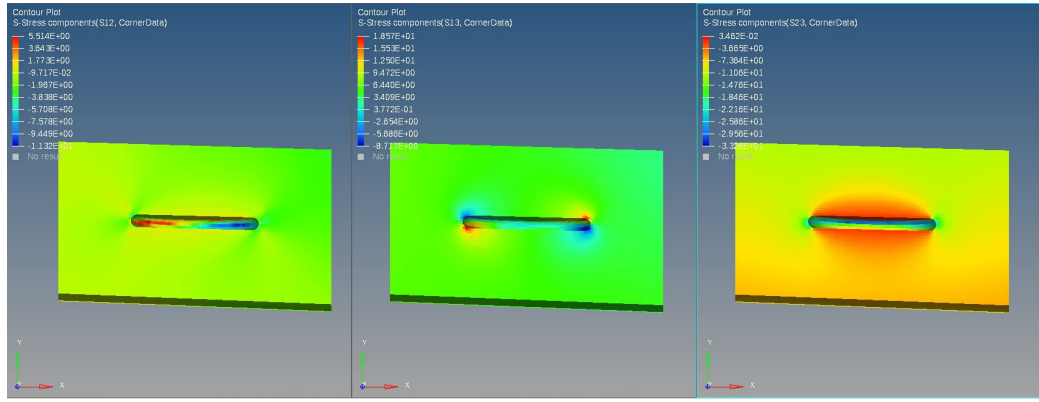 Contour Plot
S-Stress components(S12, CornerData)
5.514E+00
3.643E+00
1.773E+00
-9.717E-02
-1.967E+00
-3.838E+00
-5.708E+00
-7.578E+00
-9.449E+00
-1.132E+01
No result
Y
X
Contour Plot
S-Stress components(S13, CornerData)
1.857E+01
1.553E+01
1.250E+01
9.472E+00
6.440E+00
3.409E+00
3.772E-01
-2.654E+00
-5.686E+00
-8.717E+00
No result
Y
X
Contour Plot
S-Stress components(S23, CornerData)
3.462E-02
-3.665E+00
-7.364E+00
-1.106E+01
-1.476E+01
-1.846E+01
-2.216E+01
-2.586E+01
-2.956E+01
Y
X